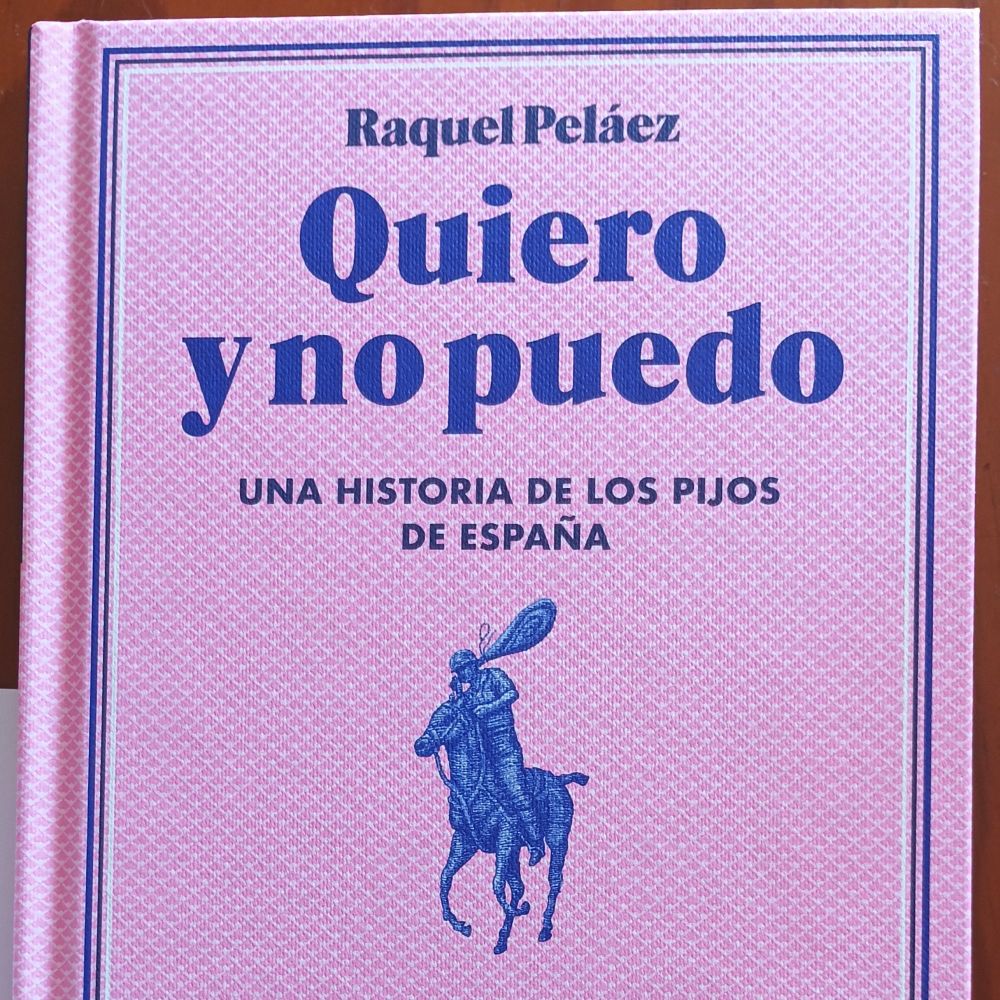 Raquel Peláez
Quiero
y no puedo
UNA HISTORIA DE LOS PIJOS
DE ESPAÑA